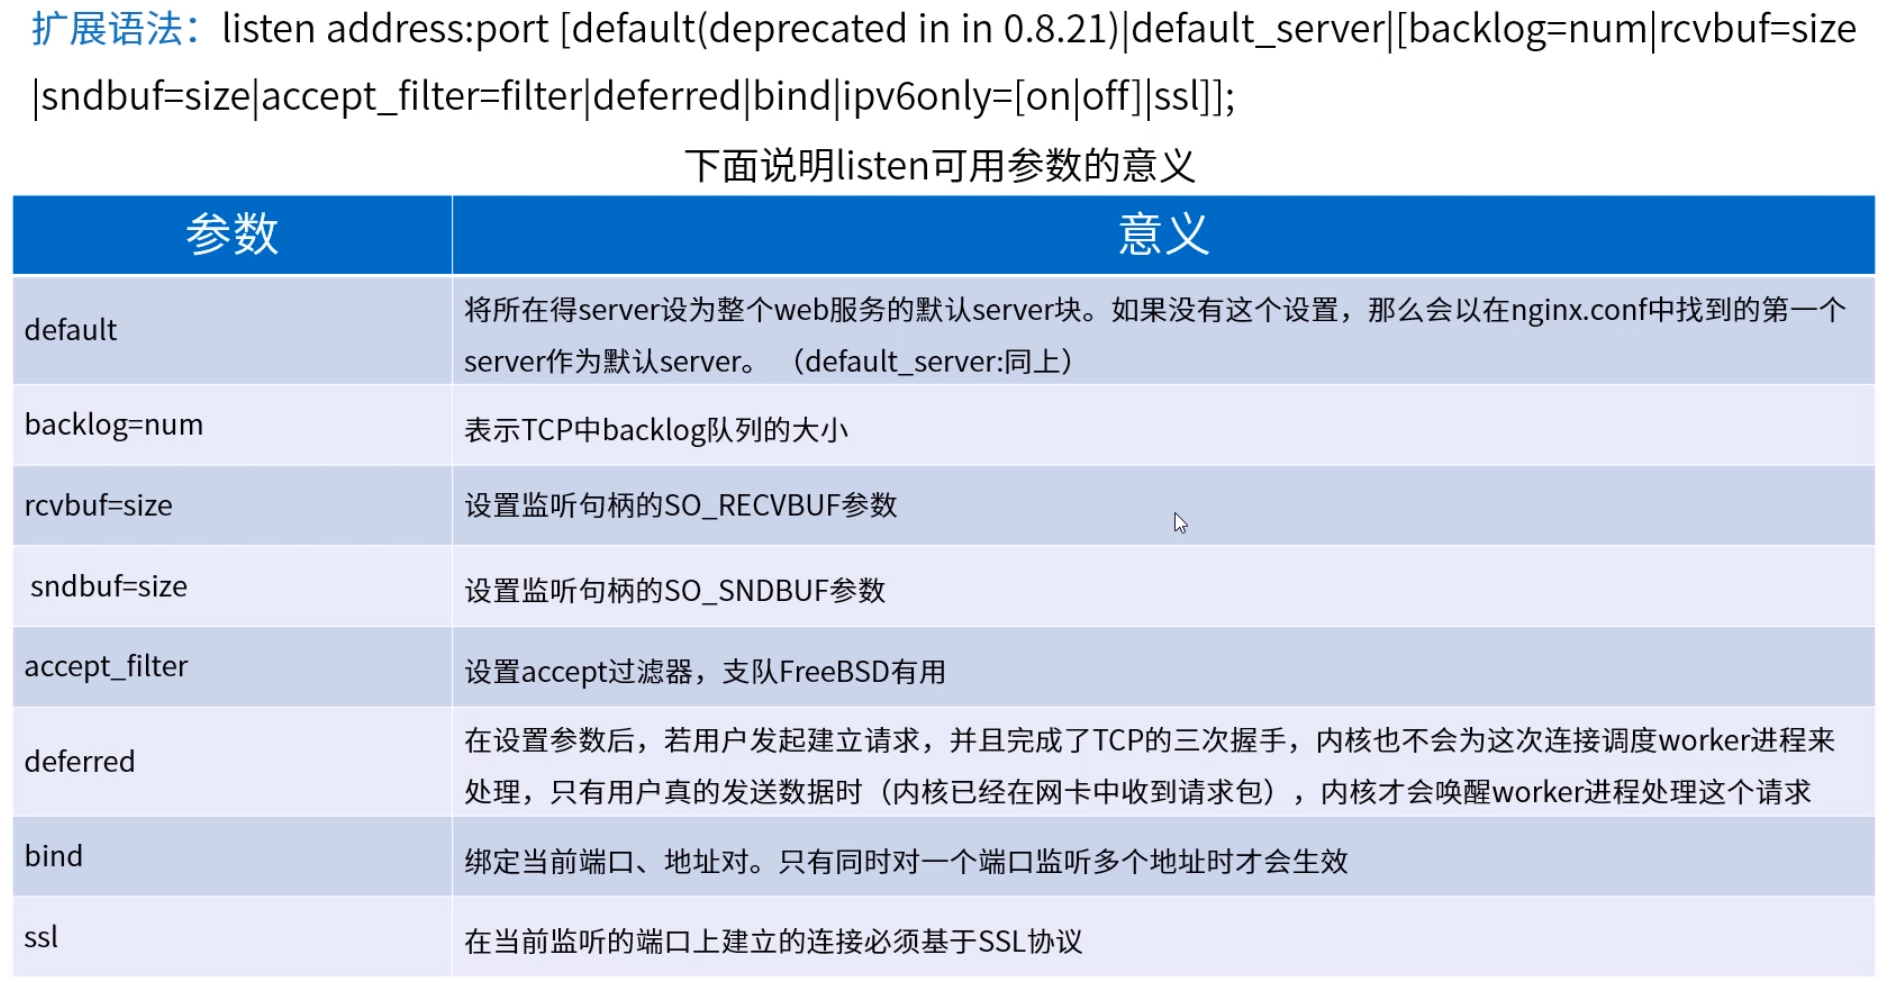 扩展语法：listen address:port [default(deprecated in in 0.8.21)|default_server|[backlog=num|rcvbuf=size
|sndbuf=size|accept_filter=filter|deferred|bind|ipv6only=[on|off]|ssl]];
下面说明listen可用参数的意义
参数 意义
default 将所在得server设为整个web服务的默认server块。如果没有这个设置，那么会以在nginx.conf中找到的第一个
server作为默认server。 （default_server:同上）
backlog=num 表示TCP中backlog队列的大小
rcvbuf=size 设置监听句柄的SO_RECVBUF参数
sndbuf=size 设置监听句柄的SO_SNDBUF参数
accept_filter 设置accept过滤器，支队FreeBSD有用
deferred 在设置参数后，若用户发起建立请求，并且完成了TCP的三次握手，内核也不会为这次连接调度worker进程来
处理，只有用户真的发送数据时（内核已经在网卡中收到请求包），内核才会唤醒worker进程处理这个请求
bind 绑定当前端口、地址对。只有同时对一个端口监听多个地址时才会生效
ssl 在当前监听的端口上建立的连接必须基于SSL协议